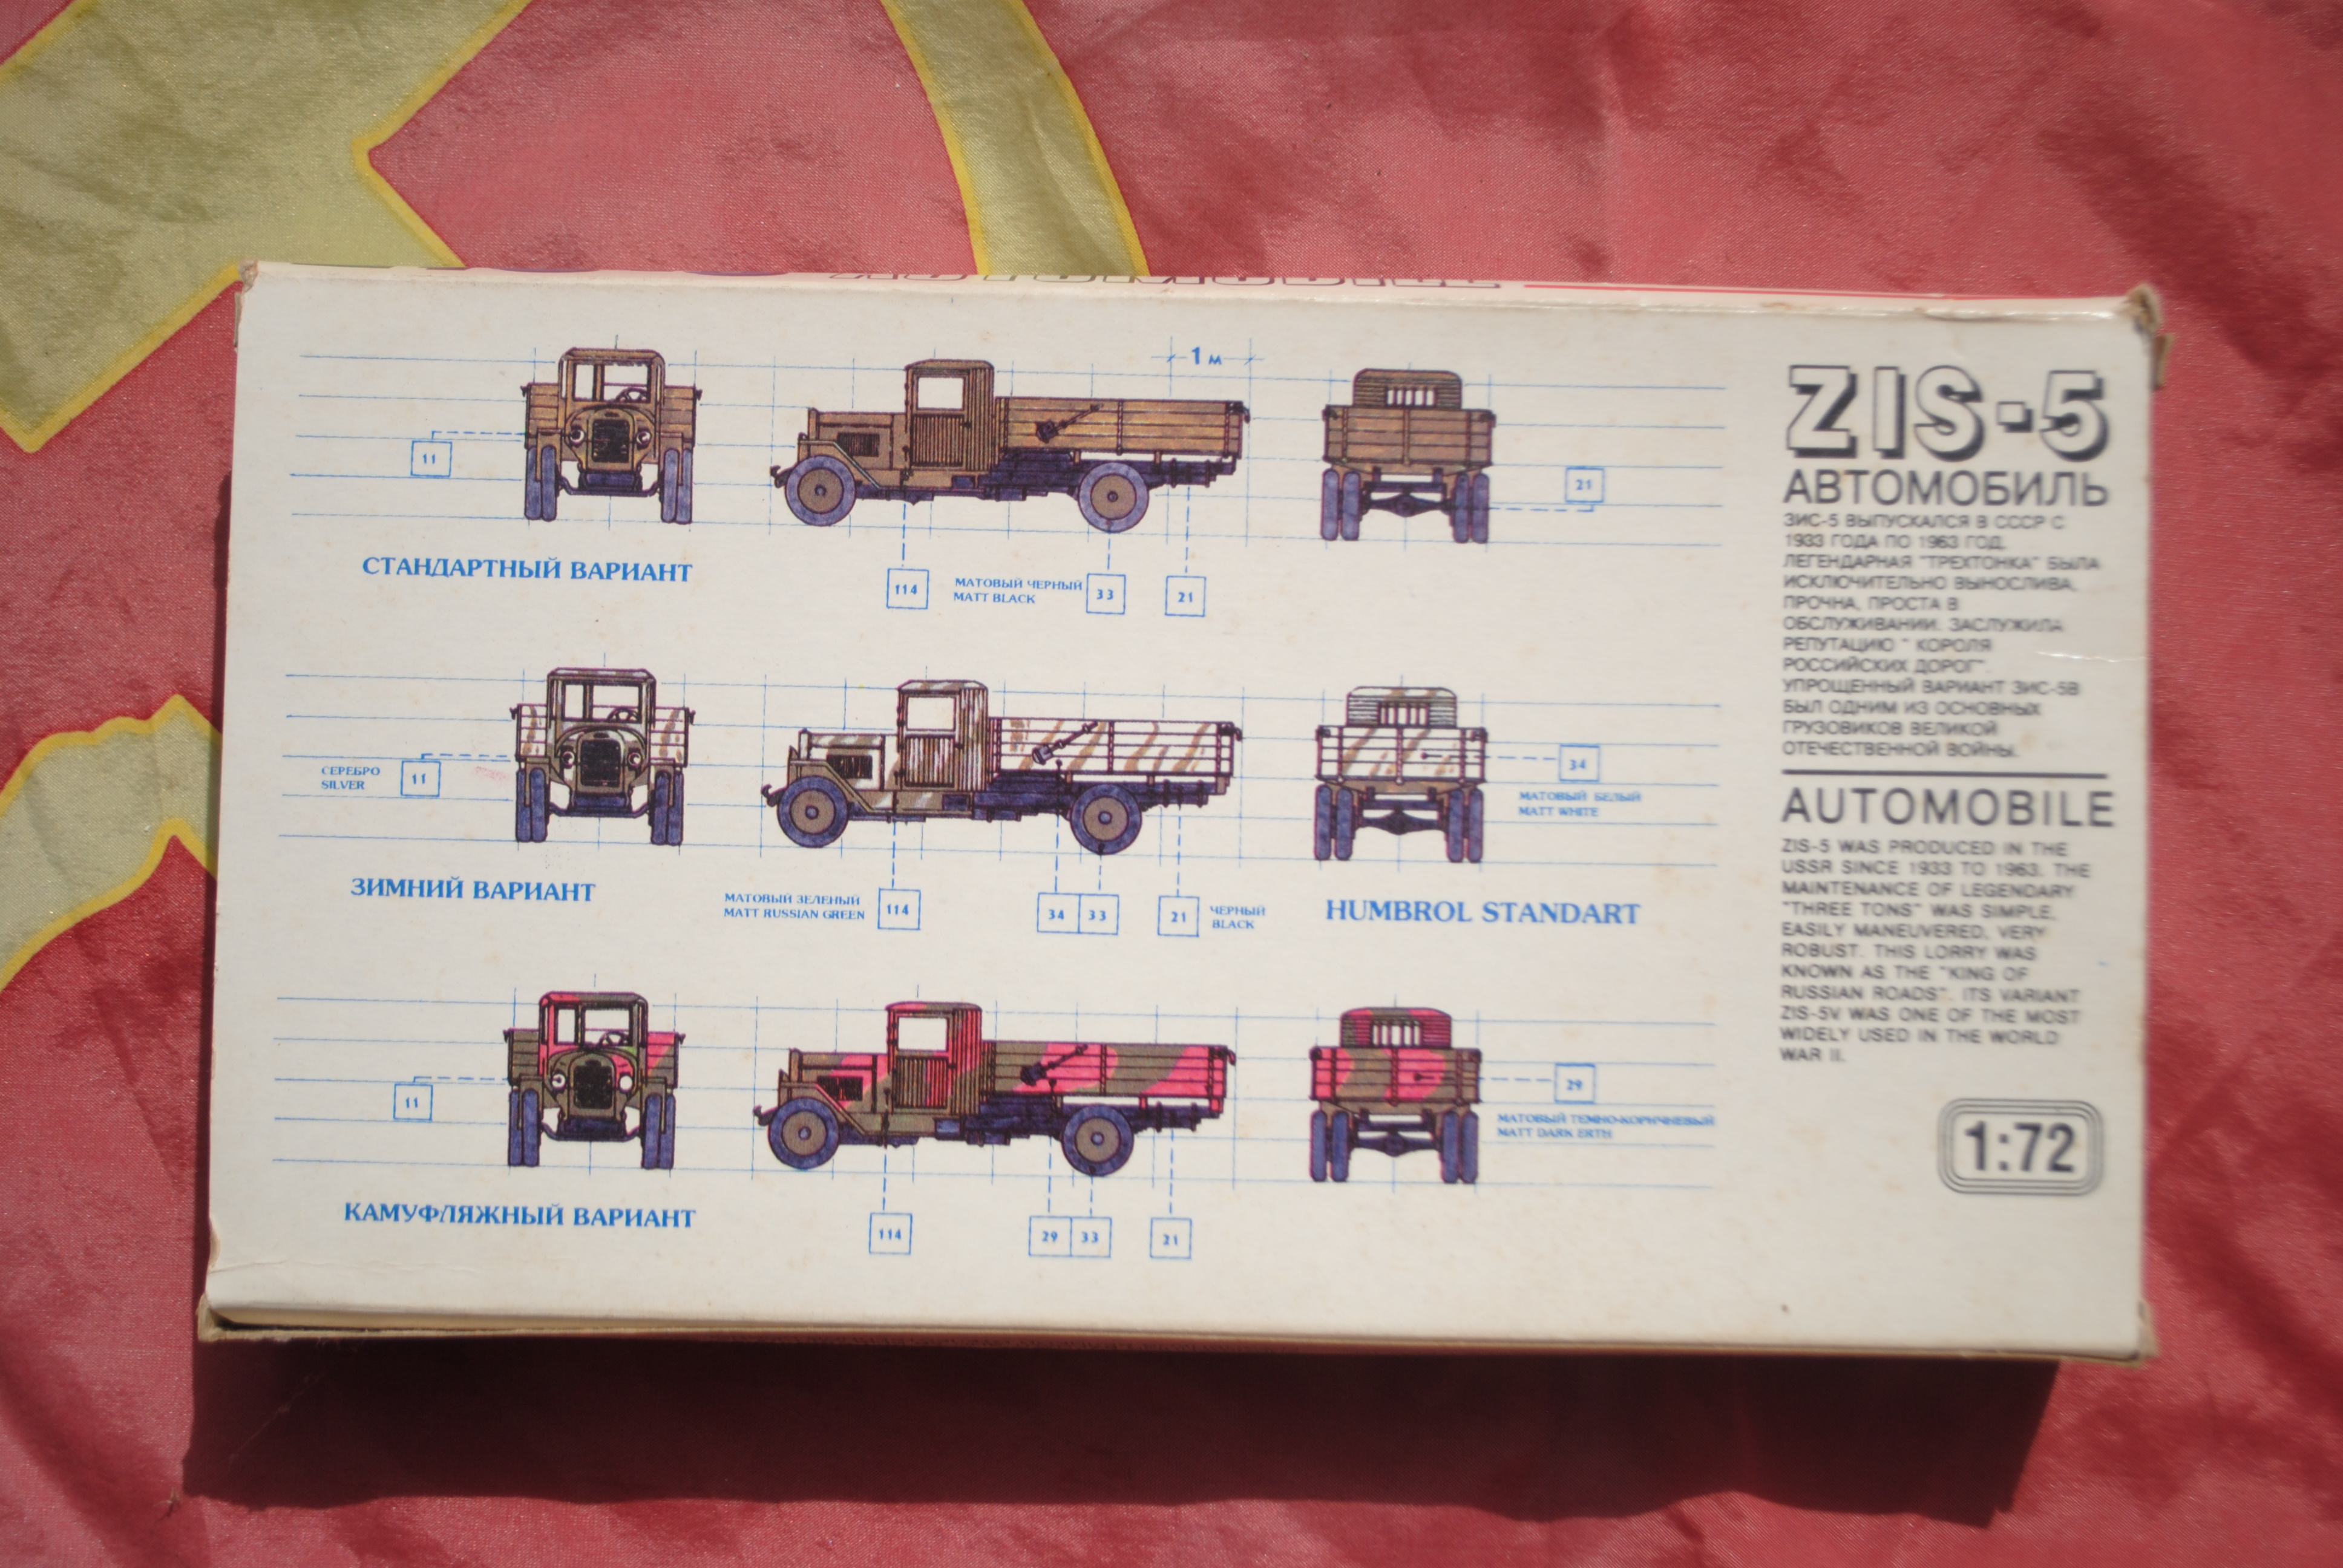 1 м
11
21
СТАНДАРТНЫЙ ВАРИАНТ
114
МАТОВЫЙ ЧЕРНЫЙ
MATT BLACK
33
21
СЕРЕБРО
SILVER
11
34
МАТОВЫЙ БЕЛЫЙ
MATT WHITE
ЗИМНИЙ ВАРИАНТ
МАТОВЫЙ ЗЕЛЕНЫЙ
MATT RUSSIAN GREEN
114
34 33
21
ЧЕРНЫЙ
BLACK
HUMBROL STANDART
11
29
МАТОВЫЙ ТЕМНО-КОРИЧНЕВЫЙ
MATT DARK ERTH
КАМУФЛЯЖНЫЙ ВАРИАНТ
114
29 33
21
ZIS-5
АВТОМОБИЛЬ
ЗИС-5 ВЫПУСКАЛСЯ В СССР С
1933 ГОДА ПО 1963 ГОД.
ЛЕГЕНДАРНАЯ "ТРЕХТОНКА" БЫЛА
ИСКЛЮЧИТЕЛЬНО ВЫНОСЛИВА,
ПРОЧНА, ПРОСТА В
ОБСЛУЖИВАНИИ. ЗАСЛУЖИЛА
РЕПУТАЦИЮ " КОРОЛЯ
РОССИЙСКИХ ДОРОГ".
УПРОЩЕННЫЙ ВАРИАНТ ЗИС-5В
БЫЛ ОДНИМ ИЗ ОСНОВНЫХ
ГРУЗОВИКОВ ВЕЛИКОЙ
ОТЕЧЕСТВЕННОЙ ВОЙНЫ.
AUTOMOBILE
ZIS-5 WAS PRODUCED IN THE
USSR SINCE 1933 TO 1963. THE
MAINTENANCE OF LEGENDARY
"THREE TONS" WAS SIMPLE,
EASILY MANEUVERED, VERY
ROBUST. THIS LORRY WAS
KNOWN AS THE "KING OF
RUSSIAN ROADS". ITS VARIANT
ZIS-5V WAS ONE OF THE MOST
WIDELY USED IN THE WORLD
WAR II.
1:72